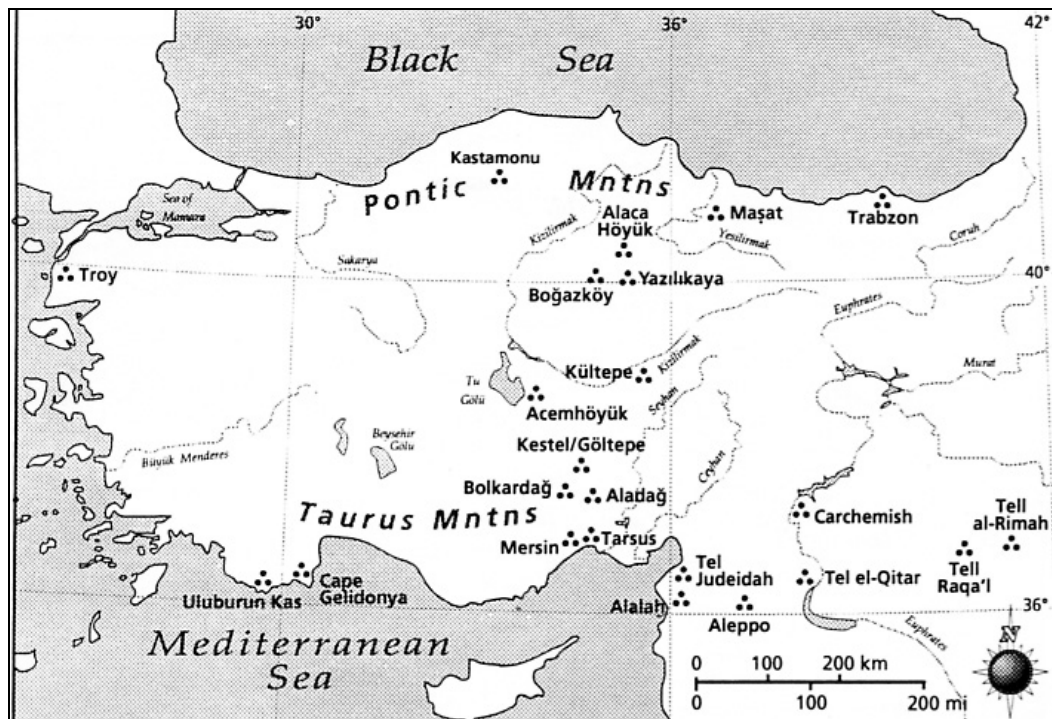 30°
36°
42°
Black Sea
Kastamonu
Pontic Mntns
Sea of
Mamara
Alaca
Höyük
Kizilirmak
Maşat
Trabzon
Yesilirmak
Coruh
Sakarya
Troy
40°
Boğazköy
Yazılıkaya
Euphrates
Murat
Kültepe
Kizilirmak
Tu
Gölü
Acemhöyük
Seyhan
Beysehir
Gölu
Kestel/Göltepe
Ceyhan
Büyük Menderes
Bolkardağ
Aladağ
Taurus Mntns
Carchemish
Tell
al-Rimah
Mersin
Tarsus
Tell
Raqa'l
Tel
Judeidah
Tel el-Qitar
Uluburun Kas
Cape
Gelidonya
Alalah
Aleppo
36°
Euphrates
Mediterranean
Sea
N
0 100 200 km
0 100 200 mi